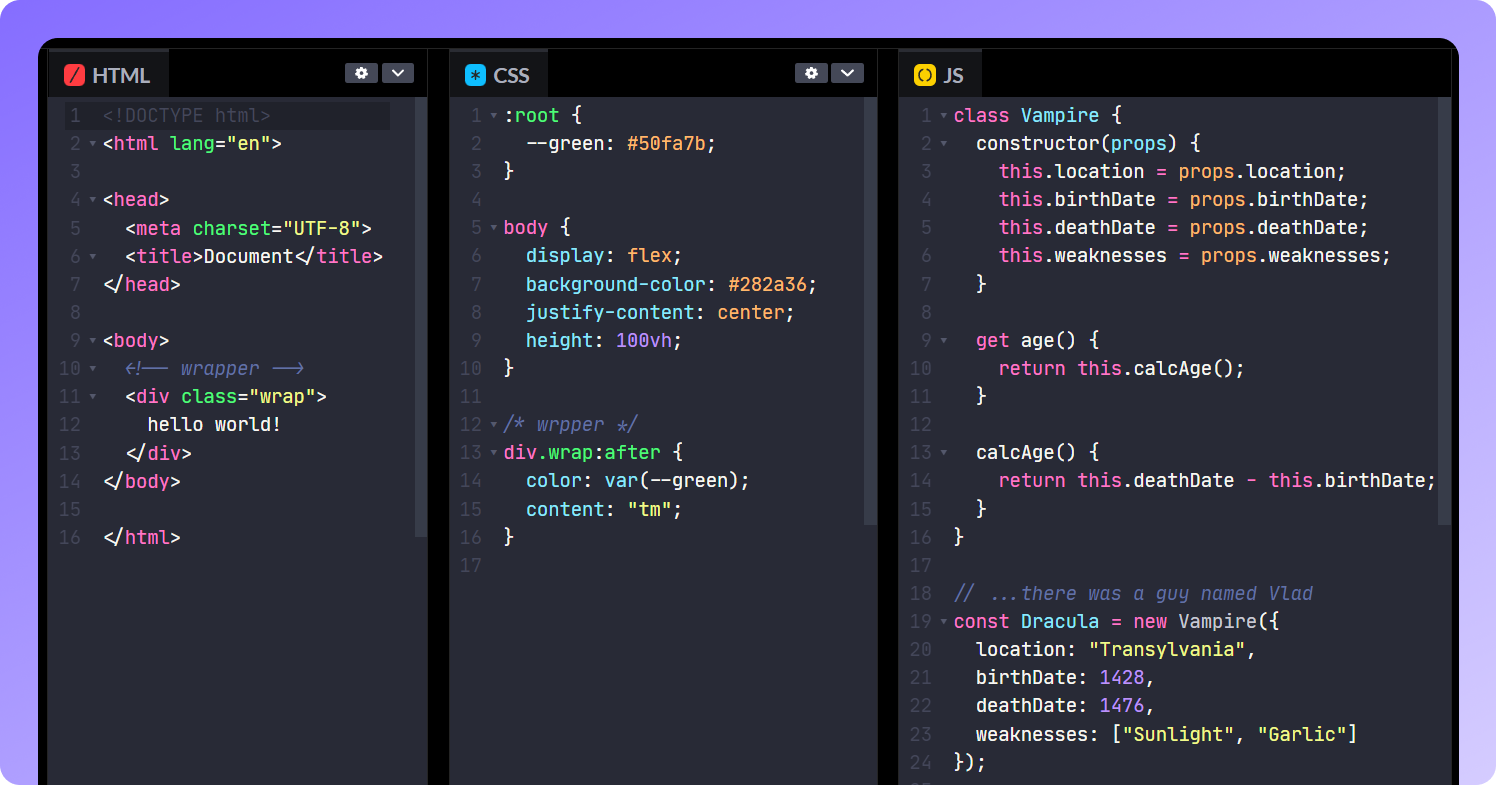 HTML
1 <!DOCTYPE html>
2 <html lang="en">
3
4 <head>
5   <meta charset="UTF-8">
6   <title>Document</title>
7 </head>
8
9 <body>
10   <!-- wrapper -->
11   <div class="wrap">
12     hello world!
13   </div>
14 </body>
15
16 </html>
CSS
1 :root {
2   --green: #50fa7b;
3 }
4
5 body {
6   display: flex;
7   background-color: #282a36;
8   justify-content: center;
9   height: 100vh;
10 }
11
12 /* wrpper */
13 div.wrap:after {
14   color: var(--green);
15   content: "tm";
16 }
17
JS
1 class Vampire {
2   constructor(props) {
3     this.location = props.location;
4     this.birthDate = props.birthDate;
5     this.deathDate = props.deathDate;
6     this.weaknesses = props.weaknesses;
7   }
8
9   get age() {
10     return this.calcAge();
11   }
12
13   calcAge() {
14     return this.deathDate - this.birthDate;
15   }
16 }
17
18 // ...there was a guy named Vlad
19 const Dracula = new Vampire({
20   location: "Transylvania",
21   birthDate: 1428,
22   deathDate: 1476,
23   weaknesses: ["Sunlight", "Garlic"]
24 });